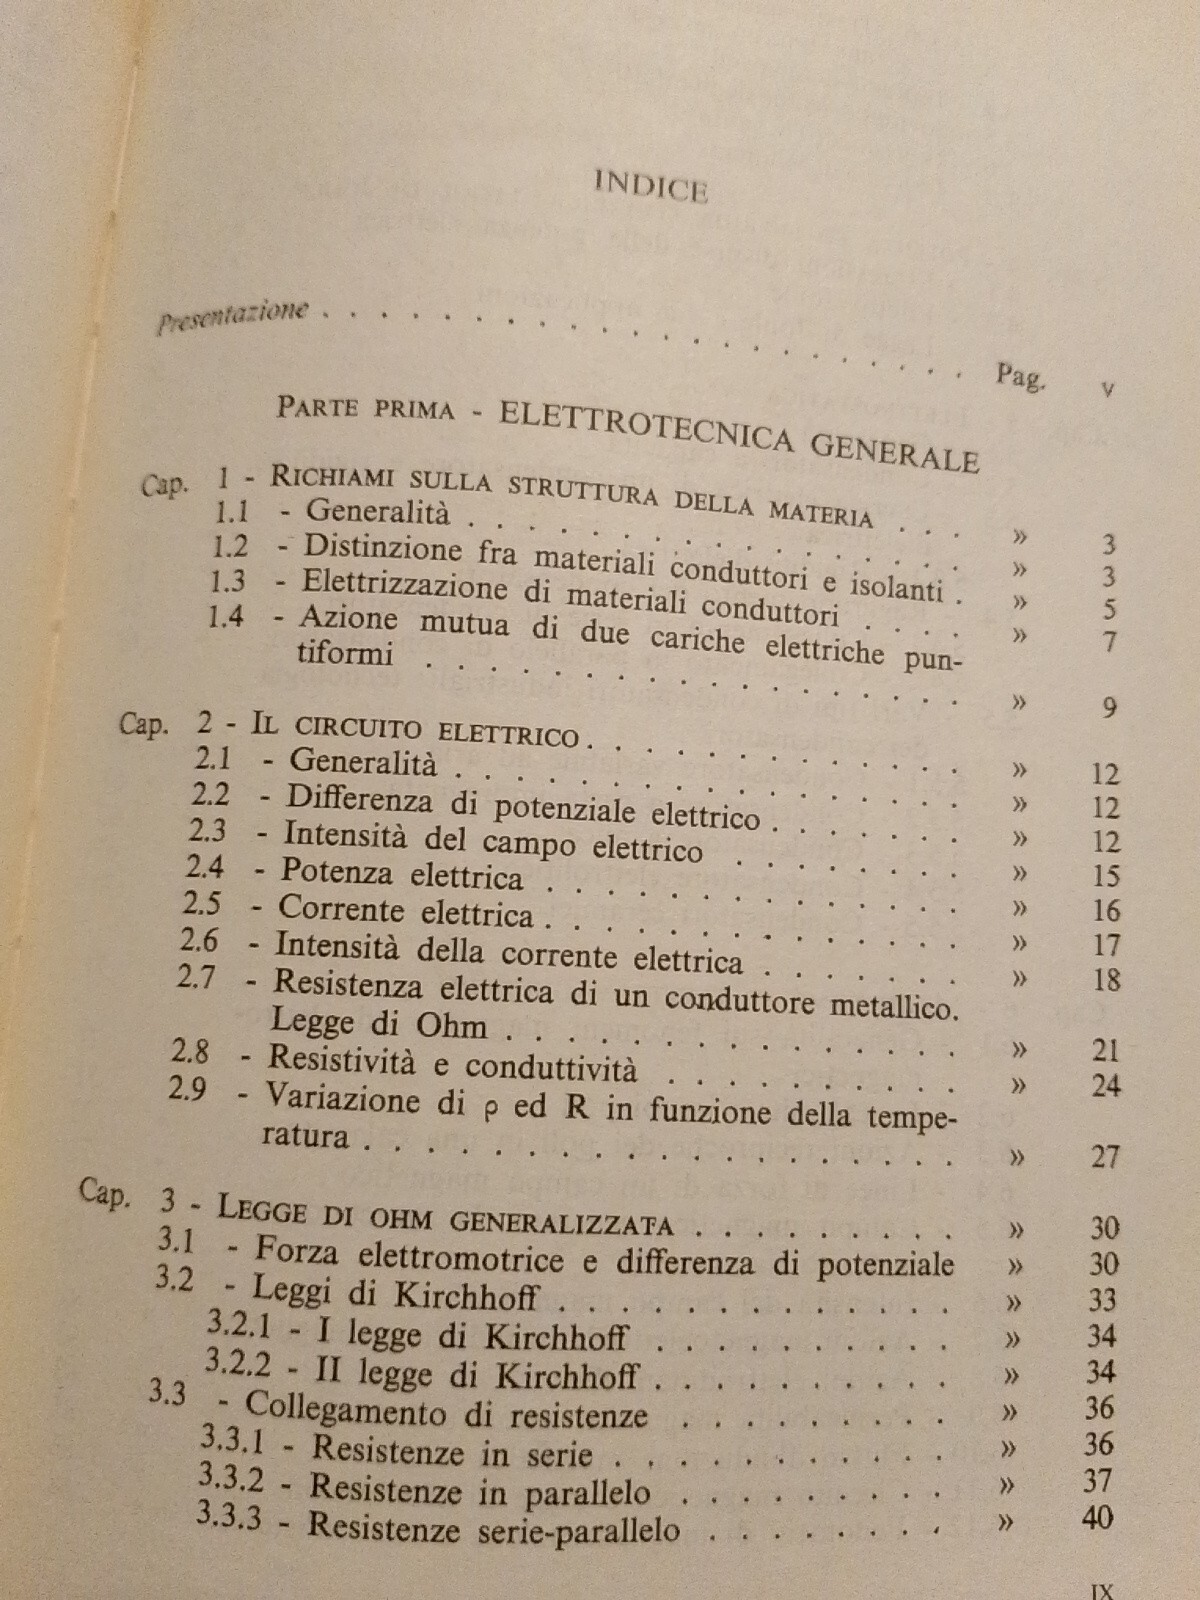 INDICE
Presentazione . . . . . . . . . . . . . . . . . . . . . . Pag. v
PARTE PRIMA - ELETTROTECNICA GENERALE
Cap. 1 - RICHIAMI SULLA STRUTTURA DELLA MATERIA . . . » 3
1.1 - Generalità . . . . . . . . . . . . . . . . » 3
1.2 - Distinzione fra materiali conduttori e isolanti . » 5
1.3 - Elettrizzazione di materiali conduttori . . . . » 7
1.4 - Azione mutua di due cariche elettriche pun-
tiformi . . . . . . . . . . . . . . . . . . » 9
Cap. 2 - IL CIRCUITO ELETTRICO . . . . . . . . . . . . . » 12
2.1 - Generalità . . . . . . . . . . . . . . . . . » 12
2.2 - Differenza di potenziale elettrico . . . . . . . » 12
2.3 - Intensità del campo elettrico . . . . . . . . » 15
2.4 - Potenza elettrica . . . . . . . . . . . . . . » 16
2.5 - Corrente elettrica . . . . . . . . . . . . . . » 17
2.6 - Intensità della corrente elettrica . . . . . . . » 18
2.7 - Resistenza elettrica di un conduttore metallico.
Legge di Ohm . . . . . . . . . . . . . . . » 21
2.8 - Resistività e conduttività . . . . . . . . . . » 24
2.9 - Variazione di ρ ed R in funzione della tempe-
ratura . . . . . . . . . . . . . . . . . . . . » 27
Cap. 3 - LEGGE DI OHM GENERALIZZATA . . . . . . . . . » 30
3.1 - Forza elettromotrice e differenza di potenziale » 30
3.2 - Leggi di Kirchhoff . . . . . . . . . . . . . » 33
3.2.1 - I legge di Kirchhoff . . . . . . . . . . » 34
3.2.2 - II legge di Kirchhoff . . . . . . . . . . » 34
3.3 - Collegamento di resistenze . . . . . . . . . » 36
3.3.1 - Resistenze in serie . . . . . . . . . . . » 36
3.3.2 - Resistenze in parallelo . . . . . . . . . » 37
3.3.3 - Resistenze serie-parallelo . . . . . . . . » 40
IX